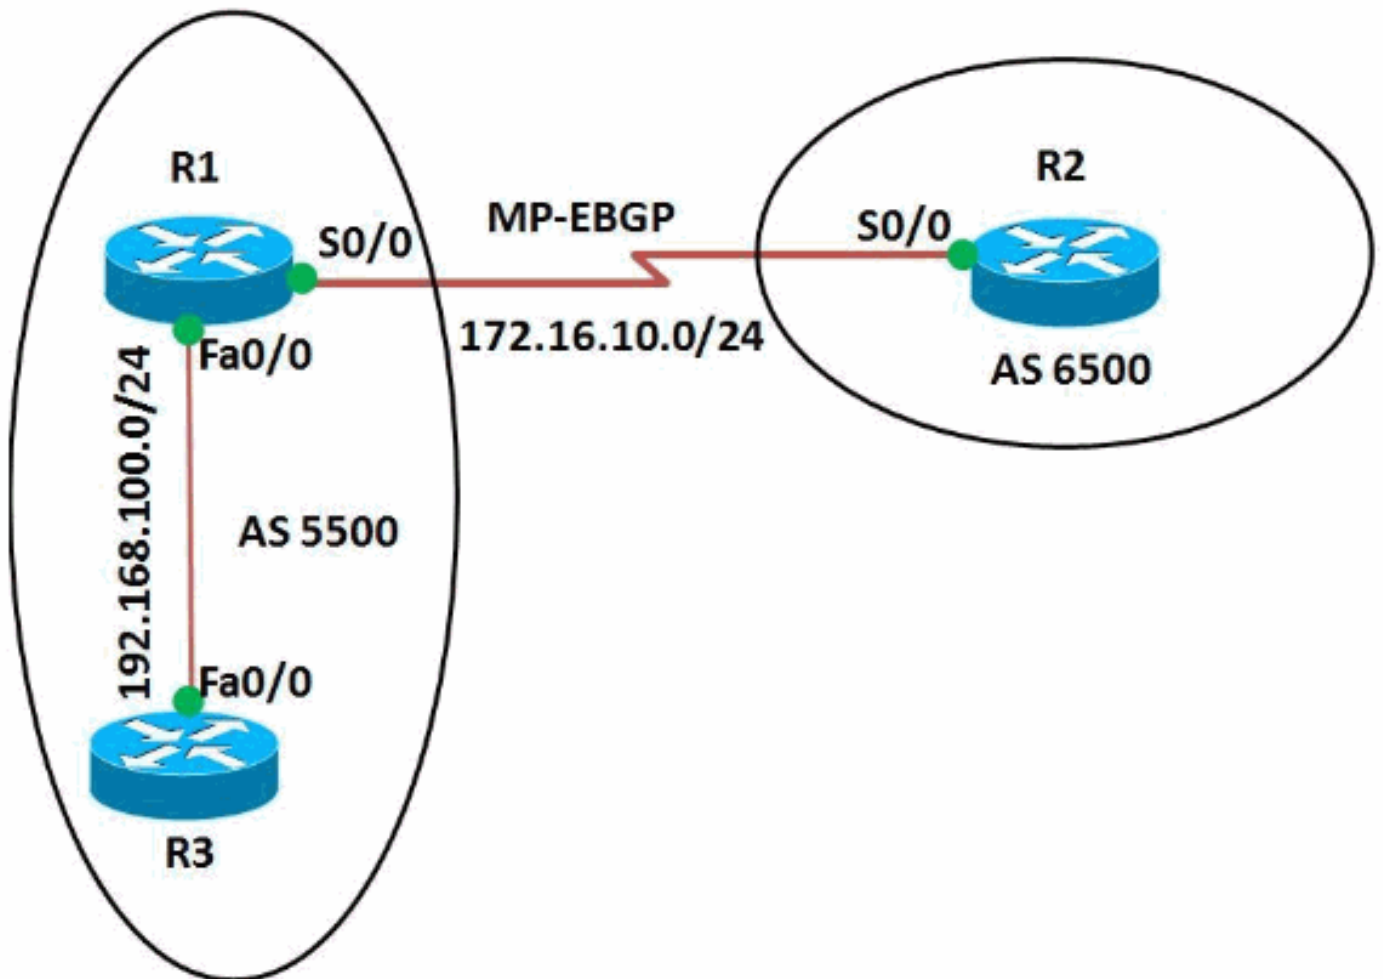 R1
R2
MP-EBGP
S0/0
S0/0
172.16.10.0/24
Fa0/0
AS 6500
192.168.100.0/24
AS 5500
Fa0/0
R3